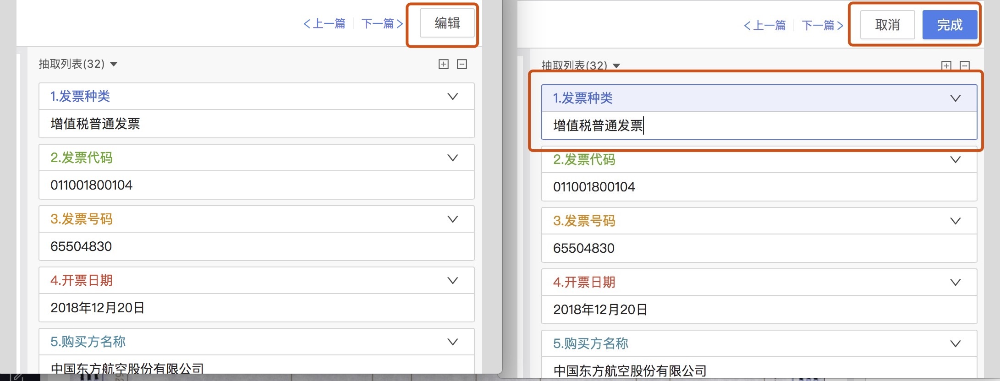 <上一篇 下一篇> 编辑
抽取列表(32)
1.发票种类
增值税普通发票
2.发票代码
011001800104
3.发票号码
65504830
4.开票日期
2018年12月20日
5.购买方名称
中国东方航空股份有限公司
<上一篇 下一篇> 取消 完成
抽取列表(32)
1.发票种类
增值税普通发票
2.发票代码
011001800104
3.发票号码
65504830
4.开票日期
2018年12月20日
5.购买方名称
中国东方航空股份有限公司